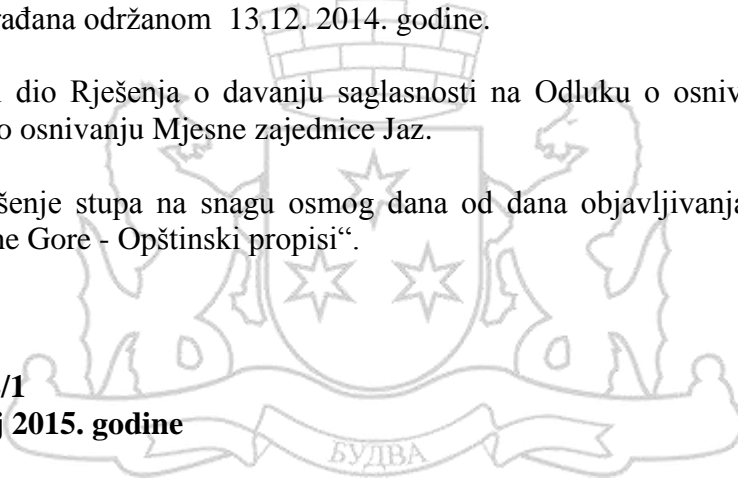 rađana održanom 13.12. 2014. godine.
dio Rješenja o davanju saglasnosti na Odluku o osniv
o osnivanju Mjesne zajednice Jaz.
šenje stupa na snagu osmog dana od dana objavljivanja
ne Gore - Opštinski propisi“.
/1
j 2015. godine
БУДВА